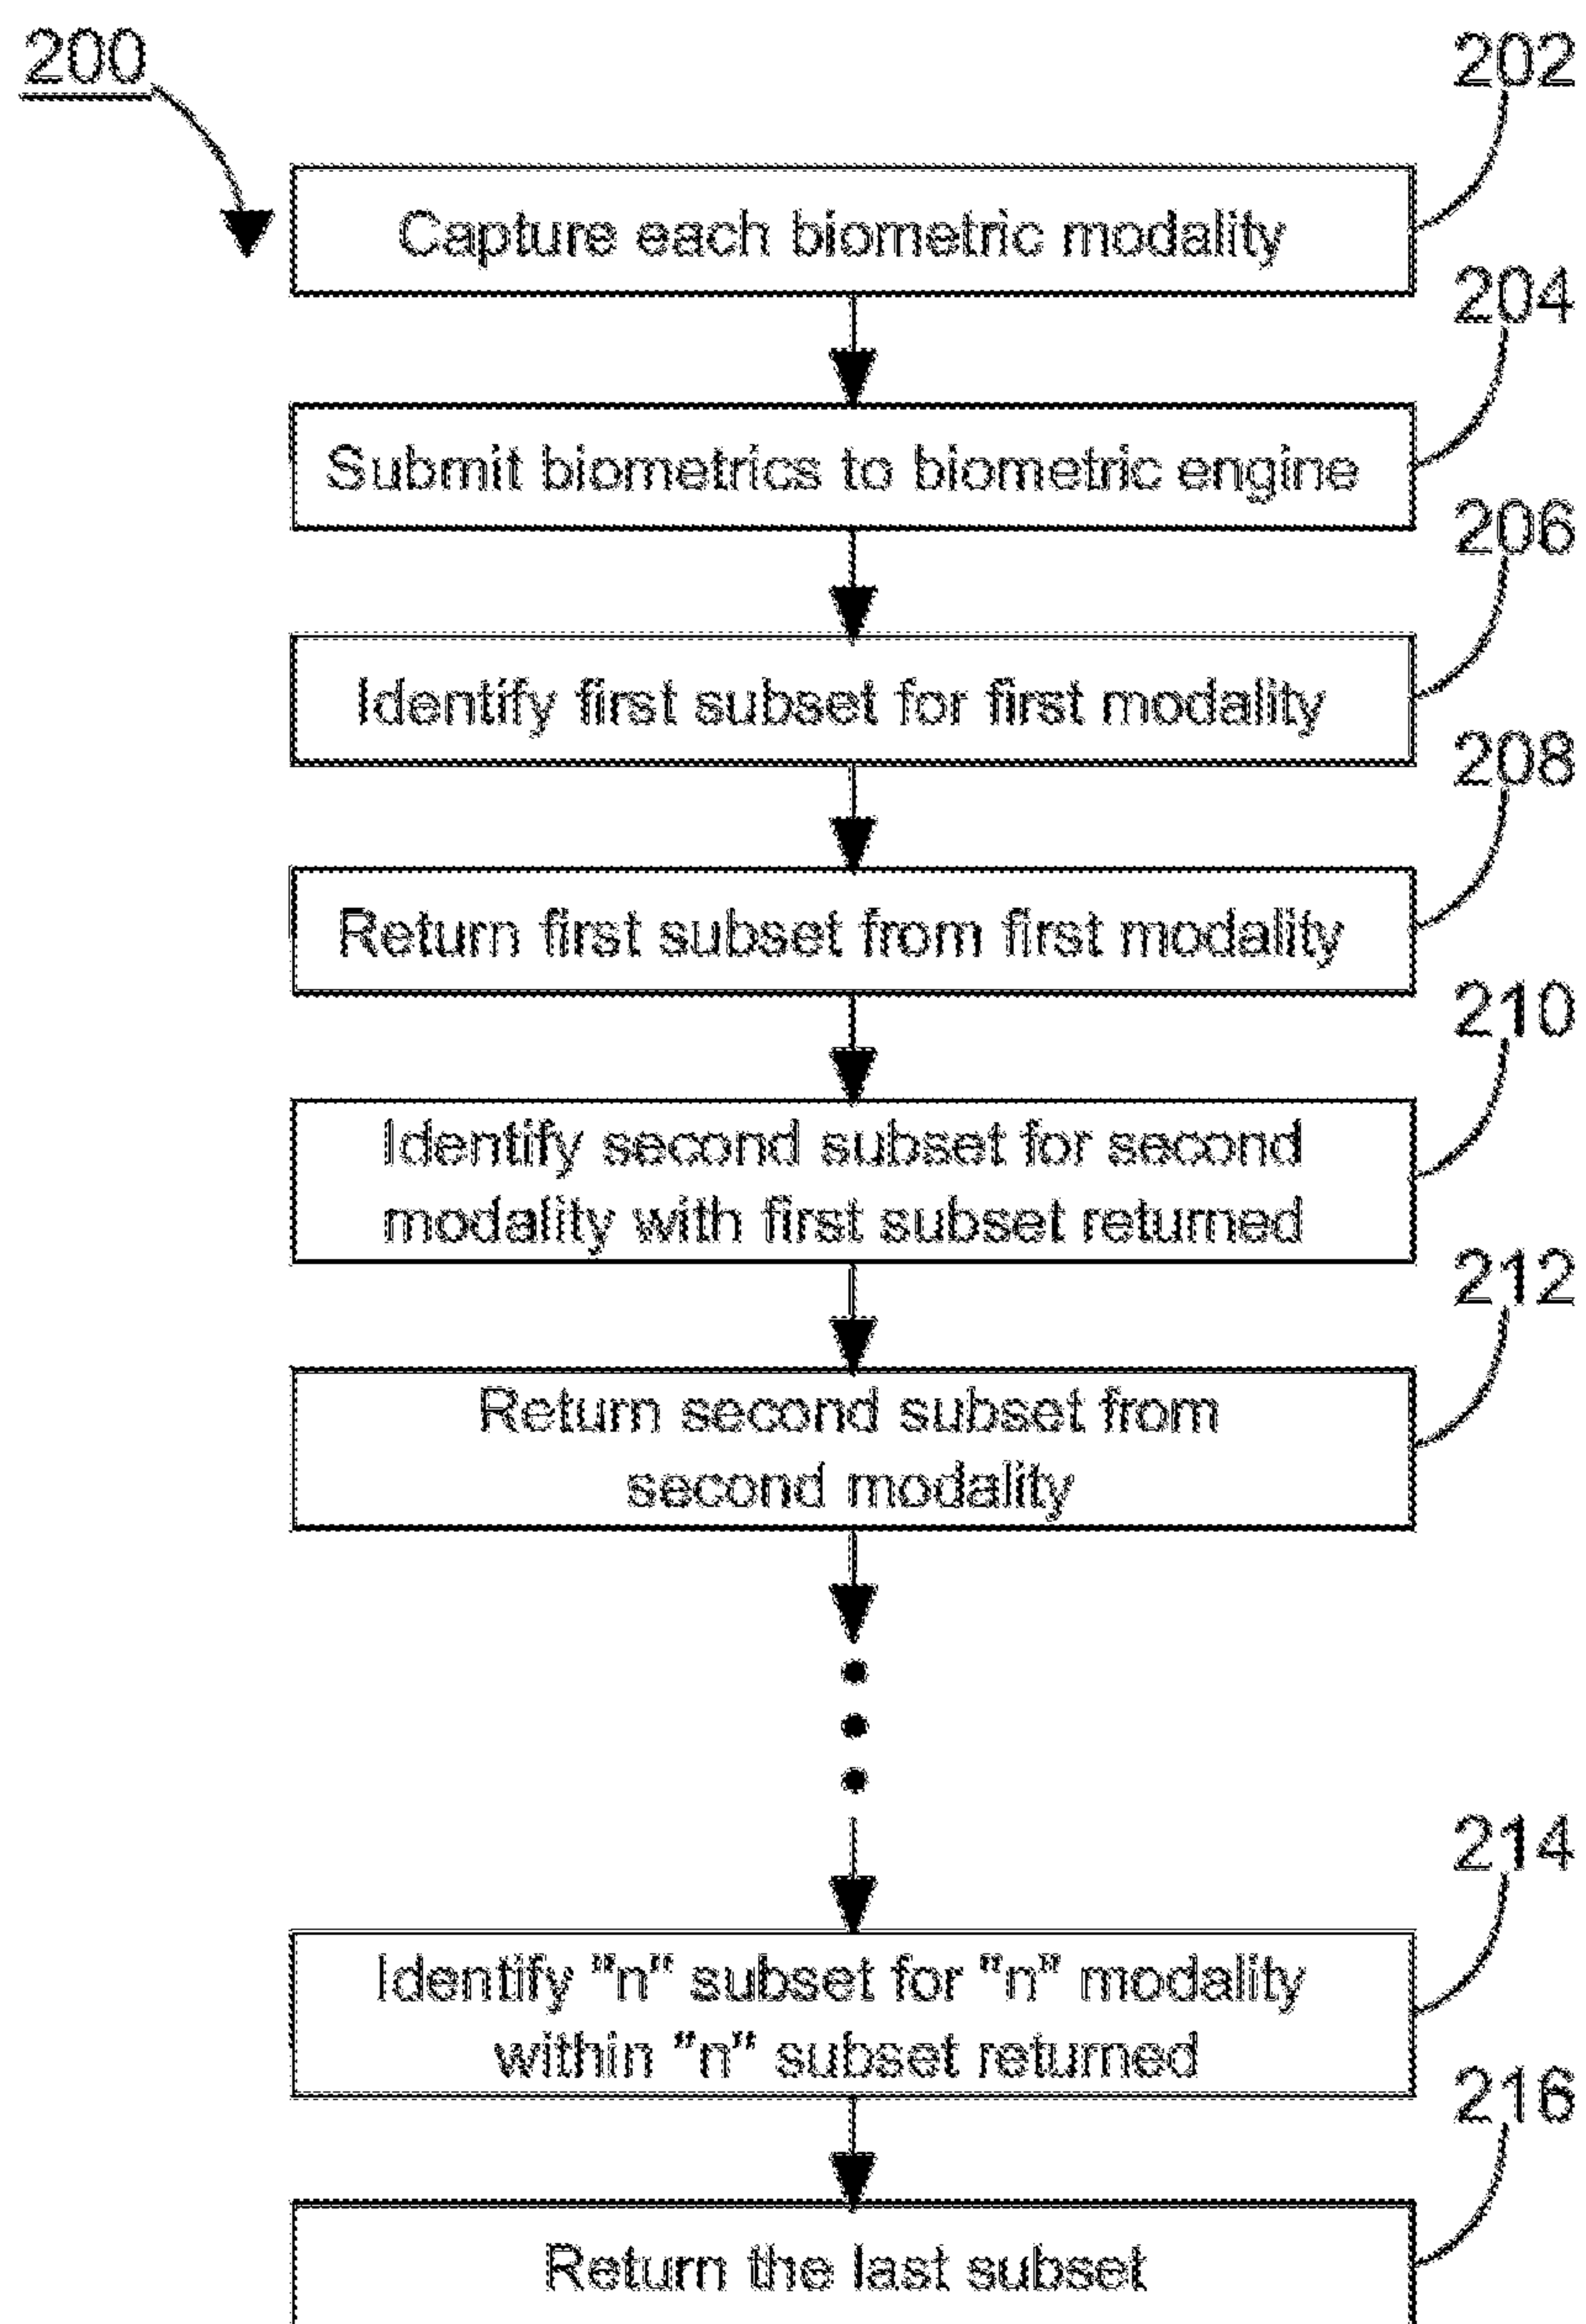 200
202
Capture each biometric modality
204
Submit biometrics to biometric engine
206
Identify first subset for first modality
208
Return first subset from first modality
210
Identify second subset for second
modality with first subset returned
212
Return second subset from
second modality
214
Identify "n" subset for "n" modality
within "n" subset returned
216
Return the last subset